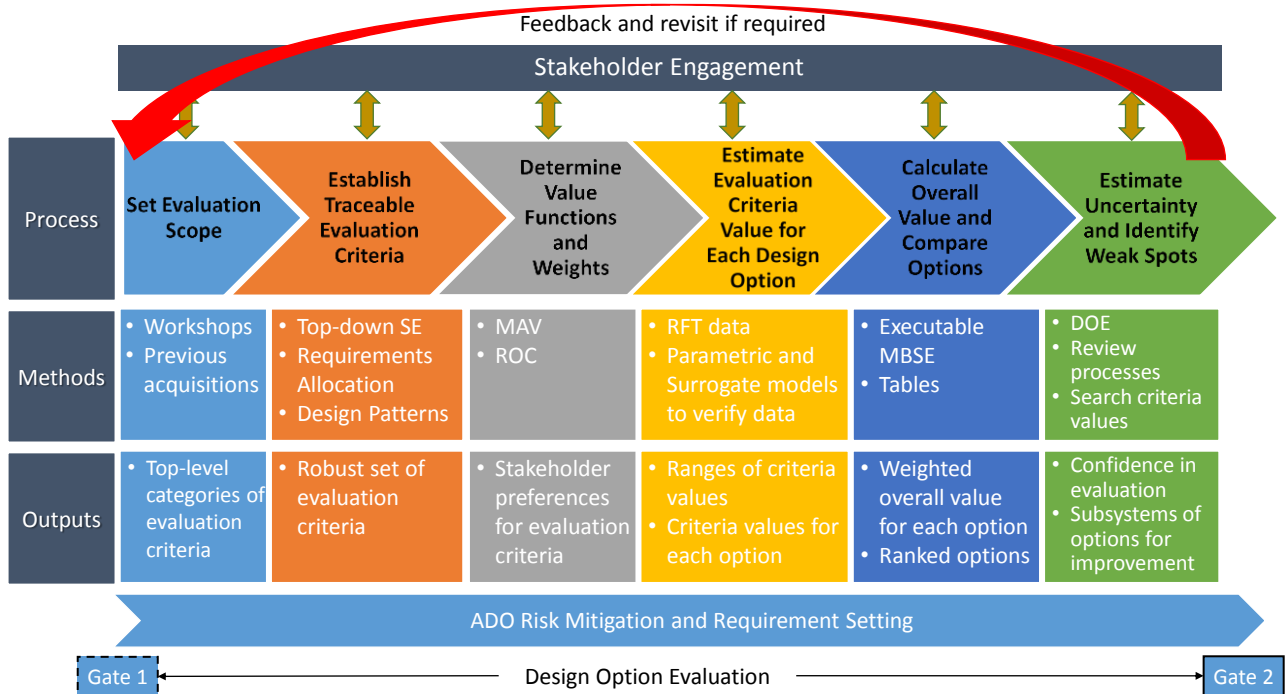 Feedback and revisit if required
Stakeholder Engagement
Process
Set Evaluation
Scope
Establish
Traceable
Evaluation
Criteria
Determine
Value
Functions
and
Weights
Estimate
Evaluation
Criteria
Value for
Each Design
Option
Calculate
Overall
Value and
Compare
Options
Estimate
Uncertainty
and Identify
Weak Spots
Methods
• Workshops
• Previous
acquisitions
• Top-down SE
• Requirements
Allocation
• Design Patterns
• MAV
• ROC
• RFT data
• Parametric and
Surrogate models
to verify data
• Executable
MBSE
• Tables
• DOE
• Review
processes
• Search criteria
values
Outputs
• Top-level
categories of
evaluation
criteria
• Robust set of
evaluation
criteria
• Stakeholder
preferences
for evaluation
criteria
• Ranges of criteria
values
• Criteria values for
each option
• Weighted
overall value
for each option
• Ranked options
• Confidence in
evaluation
• Subsystems of
options for
improvement
ADO Risk Mitigation and Requirement Setting
Gate 1
Design Option Evaluation
Gate 2